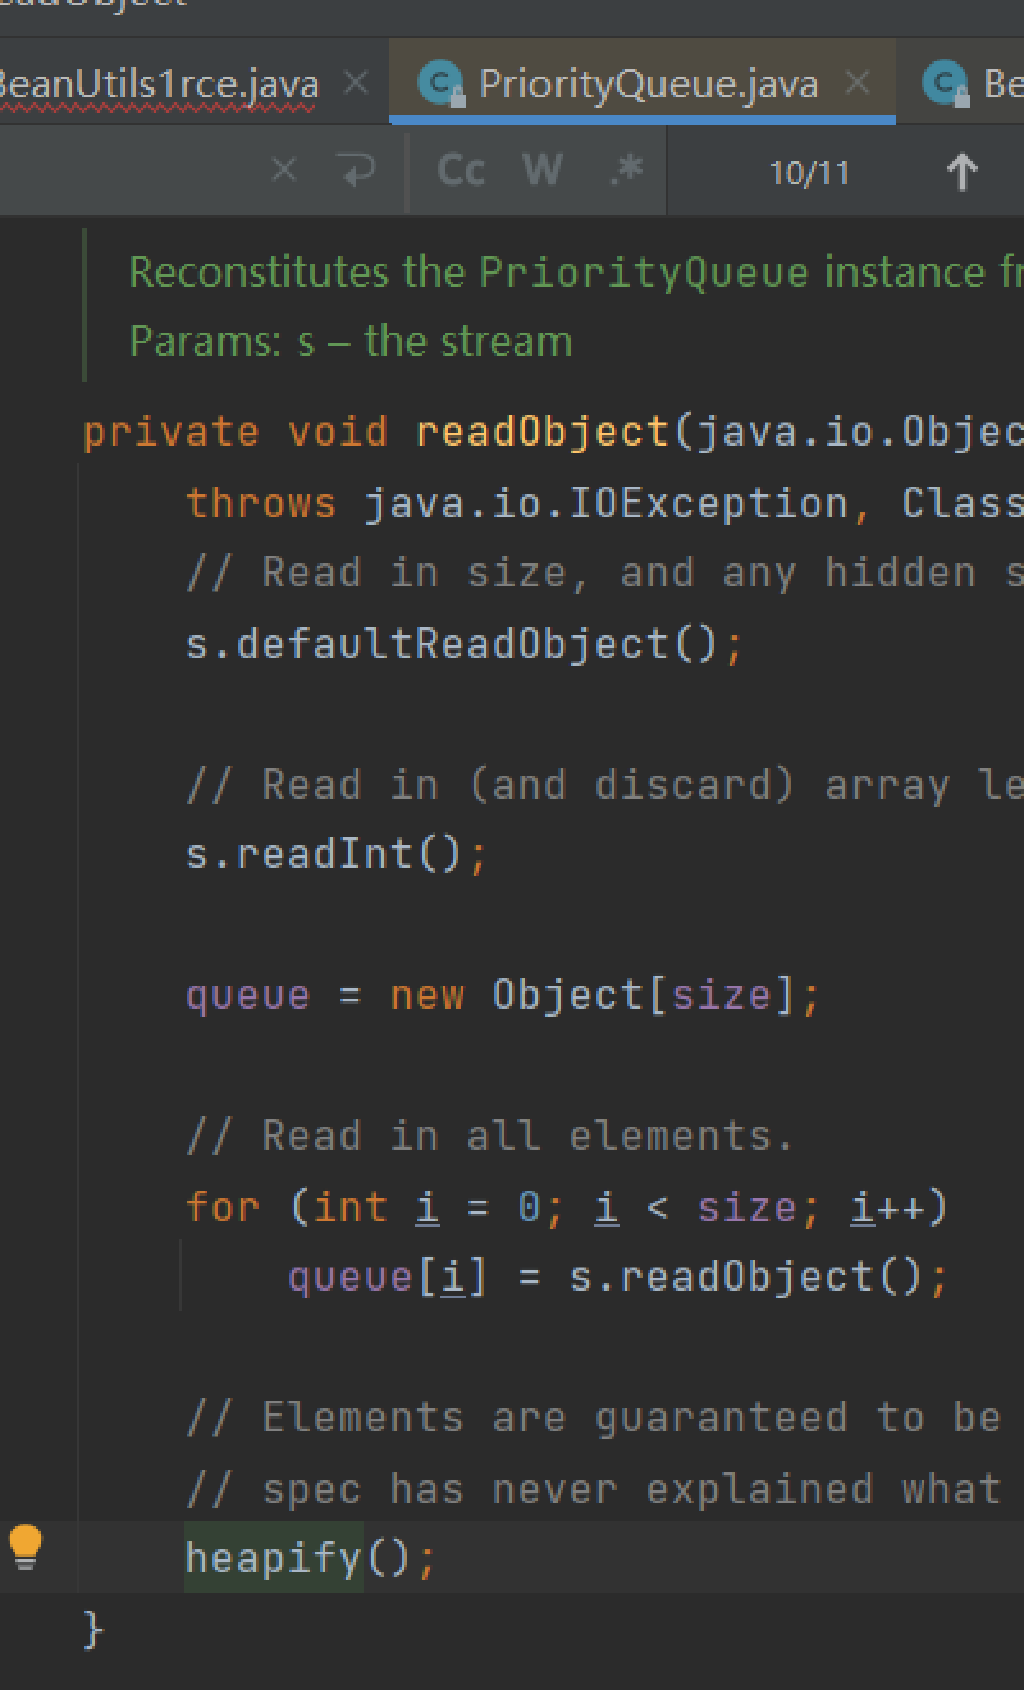 BeanUtils1rce.java PriorityQueue.java Be
Cc W .* 10/11
Reconstitutes the PriorityQueue instance fr
Params: s – the stream
private void readObject(java.io.Objec
throws java.io.IOException, Class
// Read in size, and any hidden s
s.defaultReadObject();
// Read in (and discard) array le
s.readInt();
queue = new Object[size];
// Read in all elements.
for (int i = 0; i < size; i++)
queue[i] = s.readObject();
// Elements are guaranteed to be
// spec has never explained what
heapify();
}